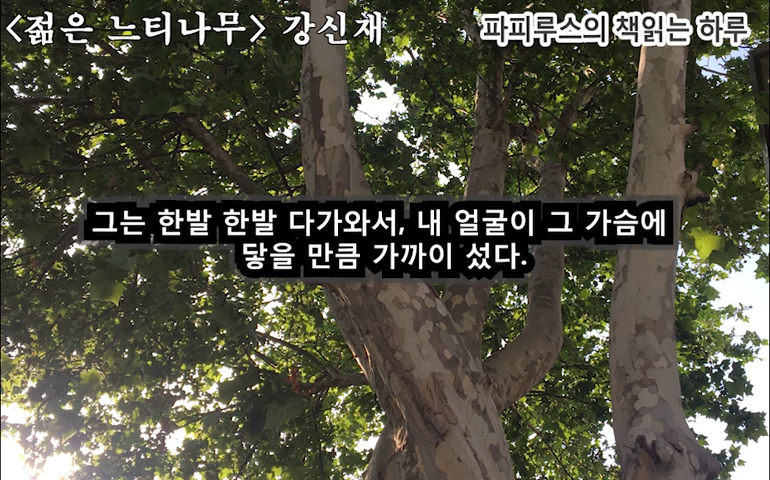 <젊은 느티나무> 강신재
파피루스의 책읽는 하루
그는 한발 한발 다가와서, 내 얼굴이 그 가슴에
닿을 만큼 가까이 섰다.